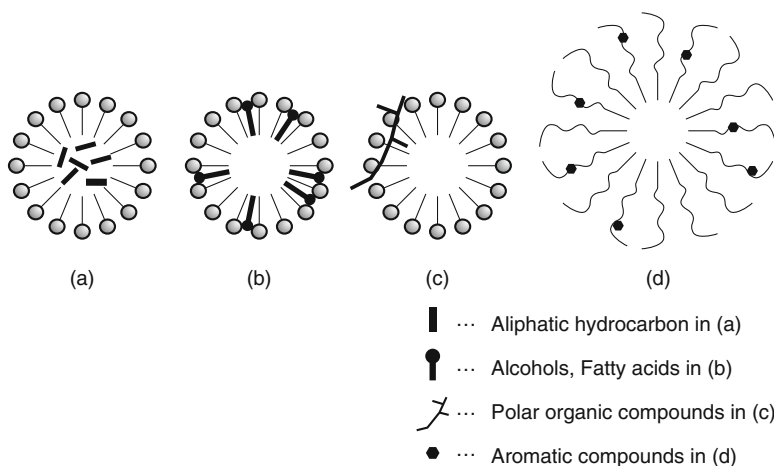 (a) (b) (c) (d)
··· Aliphatic hydrocarbon in (a)
··· Alcohols, Fatty acids in (b)
··· Polar organic compounds in (c)
··· Aromatic compounds in (d)